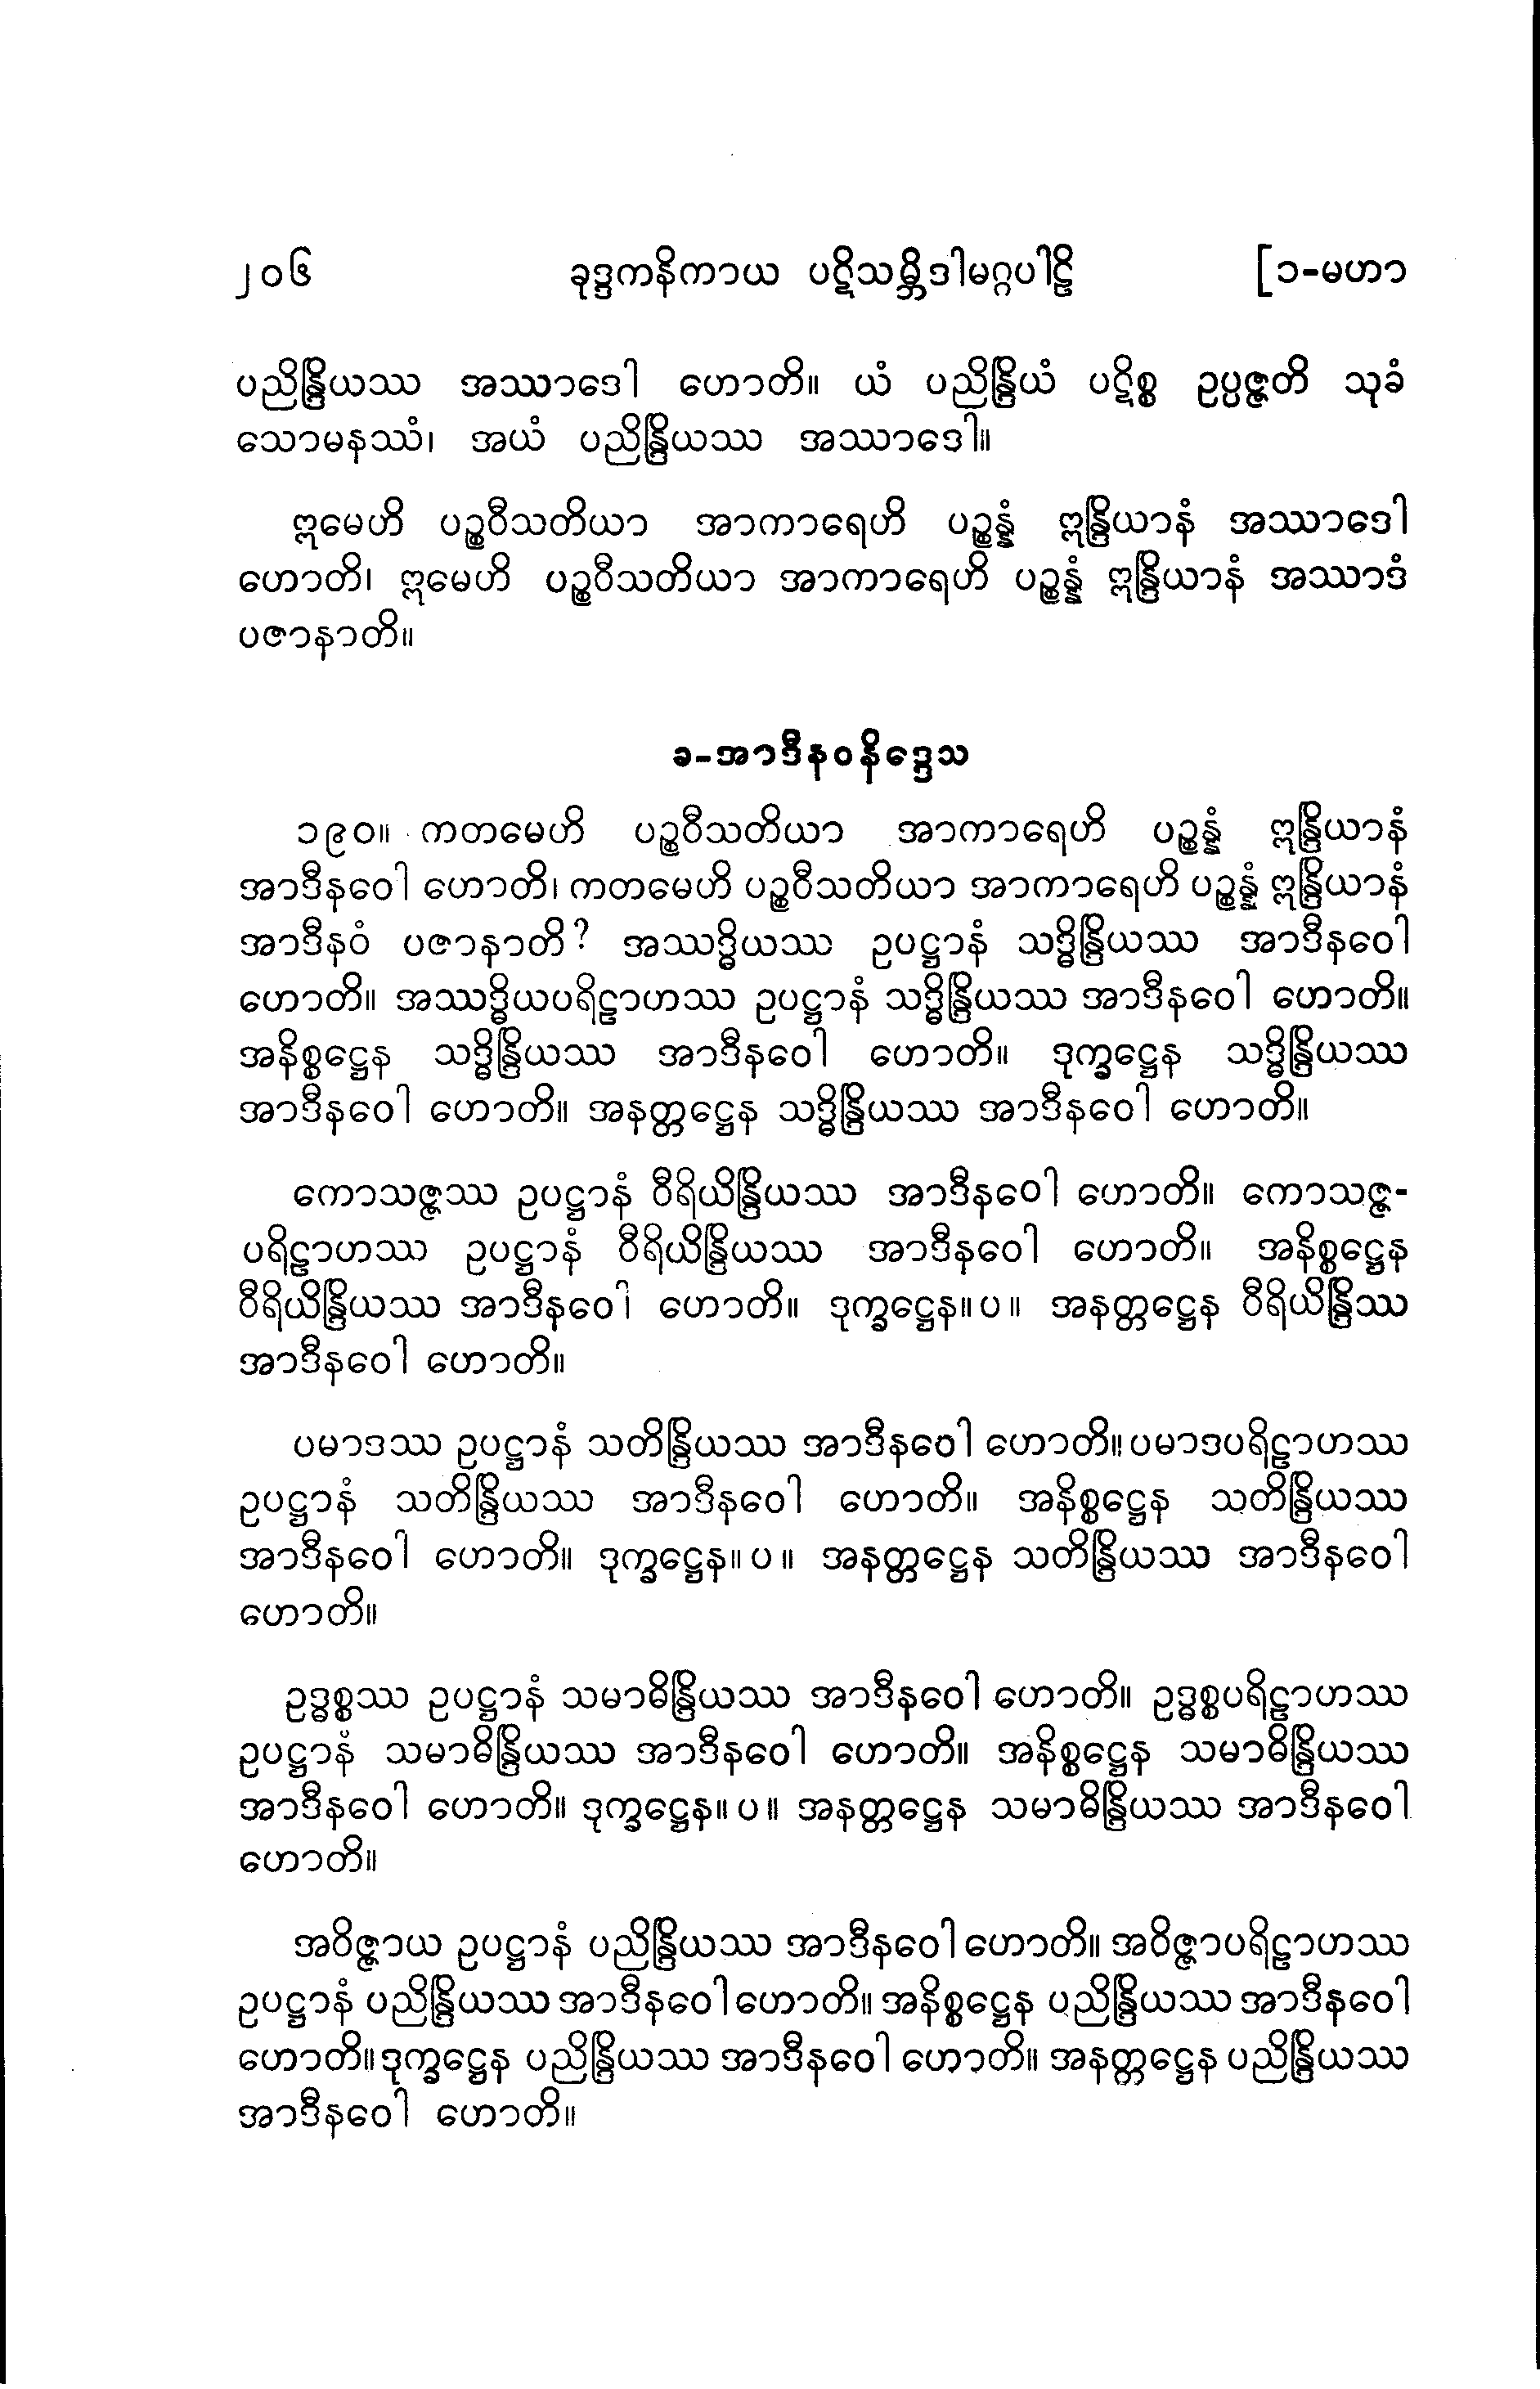 ၂၀၆ ခုဒ္ဒကနိကာယ ပဋိသမ္ဘိဒါမဂ္ဂပါဠိ [၁-မဟာ
ပညိန္ဒြိယဿ အဿာဒေါ ဟောတိ။ ယံ ပညိန္ဒြိယံ ပဋိစ္စ ဥပ္ပဇ္ဇတိ သုခံ
သောမနဿံ၊ အယံ ပညိန္ဒြိယဿ အဿာဒေါ။
ဣမေဟိ ပဉ္စဝီသတိယာ အာကာရေဟိ ပဉ္စန္နံ ဣန္ဒြိယာနံ အဿာဒေါ
ဟောတိ၊ ဣမေဟိ ပဉ္စဝီသတိယာ အာကာရေဟိ ပဉ္စန္နံ ဣန္ဒြိယာနံ အဿာဒံ
ပဇာနာတိ။
ခ-အာဒီနဝနိဒ္ဒေသ
၁၉၀။ ကတမေဟိ ပဉ္စဝီသတိယာ အာကာရေဟိ ပဉ္စန္နံ ဣန္ဒြိယာနံ
အာဒီနဝေါ ဟောတိ၊ ကတမေဟိ ပဉ္စဝီသတိယာ အာကာရေဟိ ပဉ္စန္နံ ဣန္ဒြိယာနံ
အာဒီနဝံ ပဇာနာတိ? အဿဒ္ဓိယဿ ဥပဋ္ဌာနံ သဒ္ဓိန္ဒြိယဿ အာဒီနဝေါ
ဟောတိ။ အဿဒ္ဓိယပရိဠာဟဿ ဥပဋ္ဌာနံ သဒ္ဓိန္ဒြိယဿ အာဒီနဝေါ ဟောတိ။
အနိစ္စဋ္ဌေန သဒ္ဓိန္ဒြိယဿ အာဒီနဝေါ ဟောတိ။ ဒုက္ခဋ္ဌေန သဒ္ဓိန္ဒြိယဿ
အာဒီနဝေါ ဟောတိ။ အနတ္တဋ္ဌေန သဒ္ဓိန္ဒြိယဿ အာဒီနဝေါ ဟောတိ။
ကောသဇ္ဇဿ ဥပဋ္ဌာနံ ဝီရိယိန္ဒြိယဿ အာဒီနဝေါ ဟောတိ။ ကောသဇ္ဇ-
ပရိဠာဟဿ ဥပဋ္ဌာနံ ဝီရိယိန္ဒြိယဿ အာဒီနဝေါ ဟောတိ။ အနိစ္စဋ္ဌေန
ဝီရိယိန္ဒြိယဿ အာဒီနဝေါ ဟောတိ။ ဒုက္ခဋ္ဌေန။ပ။ အနတ္တဋ္ဌေန ဝီရိယိန္ဒြိဿ
အာဒီနဝေါ ဟောတိ။
ပမာဒဿ ဥပဋ္ဌာနံ သတိန္ဒြိယဿ အာဒီနဝေါ ဟောတိ။ပမာဒပရိဠာဟဿ
ဥပဋ္ဌာနံ သတိန္ဒြိယဿ အာဒီနဝေါ ဟောတိ။ အနိစ္စဋ္ဌေန သတိန္ဒြိယဿ
အာဒီနဝေါ ဟောတိ။ ဒုက္ခဋ္ဌေန။ပ။ အနတ္တဋ္ဌေန သတိန္ဒြိယဿ အာဒီနဝေါ
ဟောတိ။
ဥဒ္ဓစ္စဿ ဥပဋ္ဌာနံ သမာဓိန္ဒြိယဿ အာဒီနဝေါ ဟောတိ။ ဥဒ္ဓစ္စပရိဠာဟဿ
ဥပဋ္ဌာနံ သမာဓိန္ဒြိယဿ အာဒီနဝေါ ဟောတိ။ အနိစ္စဋ္ဌေန သမာဓိန္ဒြိယဿ
အာဒီနဝေါ ဟောတိ။ ဒုက္ခဋ္ဌေန။ပ။ အနတ္တဋ္ဌေန သမာဓိန္ဒြိယဿ အာဒီနဝေါ
ဟောတိ။
အဝိဇ္ဇာယ ဥပဋ္ဌာနံ ပညိန္ဒြိယဿ အာဒီနဝေါ ဟောတိ။ အဝိဇ္ဇာပရိဠာဟဿ
ဥပဋ္ဌာနံ ပညိန္ဒြိယဿ အာဒီနဝေါ ဟောတိ။ အနိစ္စဋ္ဌေန ပညိန္ဒြိယဿ အာဒီနဝေါ
ဟောတိ။ဒုက္ခဋ္ဌေန ပညိန္ဒြိယဿ အာဒီနဝေါ ဟောတိ။ အနတ္တဋ္ဌေန ပညိန္ဒြိယဿ
အာဒီနဝေါ ဟောတိ။